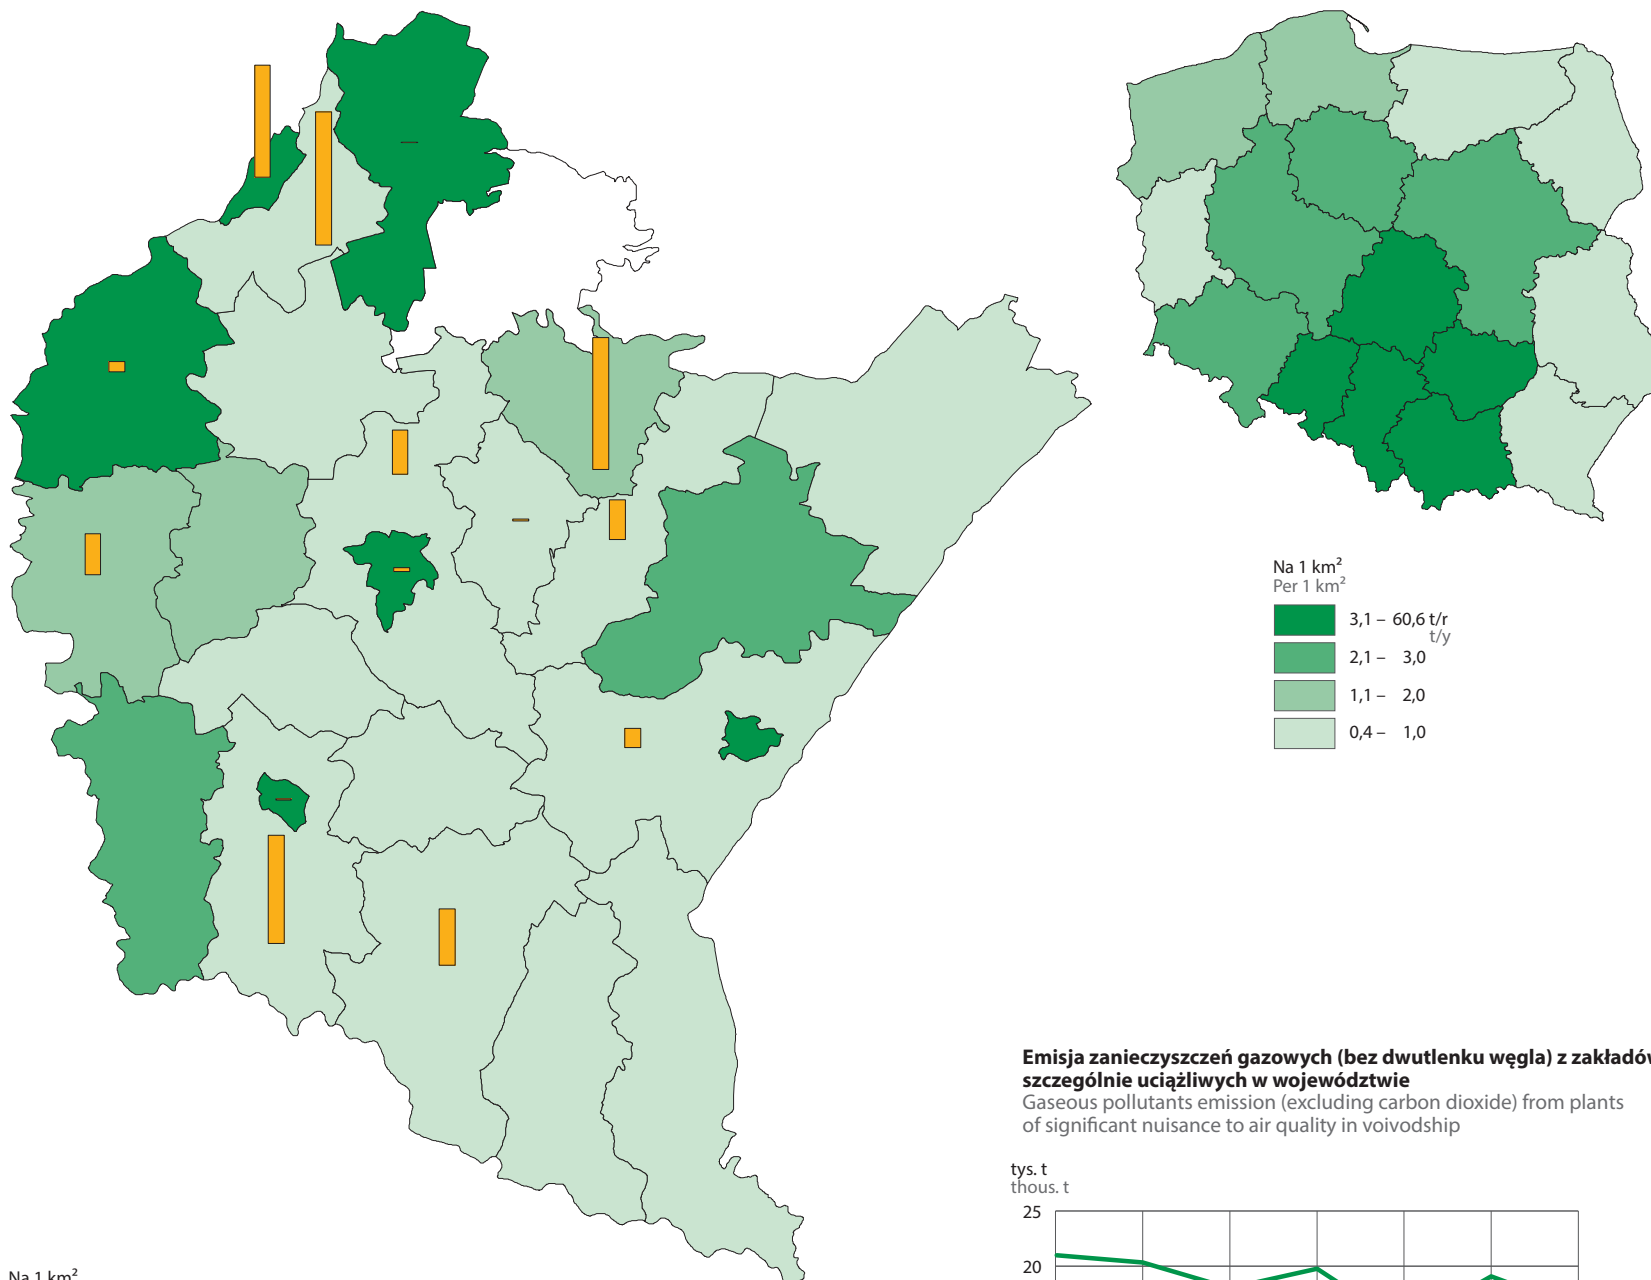 Na 1 km²
Per 1 km²
3,1 – 60,6 t/r
t/y
2,1 – 3,0
1,1 – 2,0
0,4 – 1,0
Emisja zanieczyszczeń gazowych (bez dwutlenku węgla) z zakładów
szczególnie uciążliwych w województwie
Gaseous pollutants emission (excluding carbon dioxide) from plants
of significant nuisance to air quality in voivodship
tys. t
thous. t
25
20
Na 1 km²